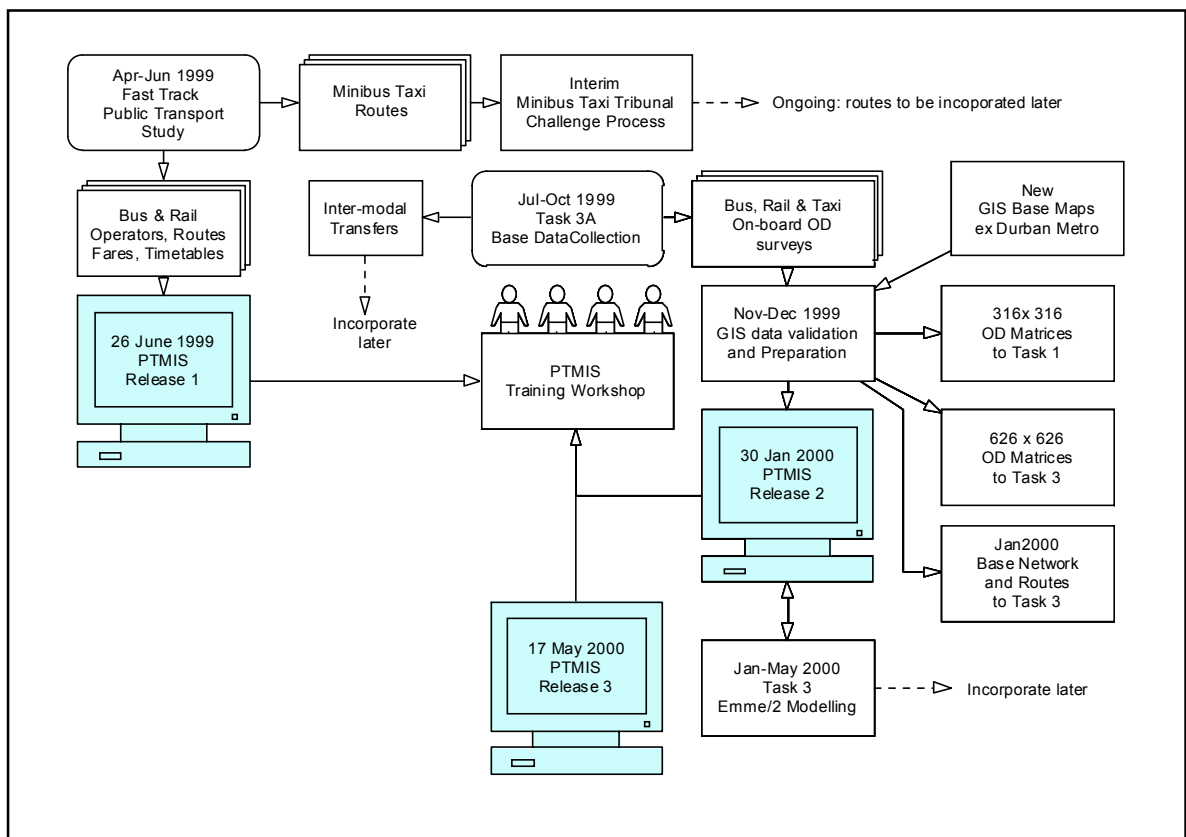 Apr-Jun 1999
Fast Track
Public Transport
Study
Minibus Taxi
Routes
Interim
Minibus Taxi Tribunal
Challenge Process
Ongoing: routes to be incoporated later
Bus & Rail
Operators, Routes
Fares, Timetables
Inter-modal
Transfers
Jul-Oct 1999
Task 3A
Base DataCollection
Bus, Rail & Taxi
On-board OD
surveys
New
GIS Base Maps
ex Durban Metro
Incorporate
later
26 June 1999
PTMIS
Release 1
PTMIS
Training Workshop
Nov-Dec 1999
GIS data validation
and Preparation
316x 316
OD Matrices
to Task 1
30 Jan 2000
PTMIS
Release 2
626 x 626
OD Matrices
to Task 3
Jan2000
Base Network
and Routes
to Task 3
17 May 2000
PTMIS
Release 3
Jan-May 2000
Task 3
Emme/2 Modelling
Incorporate later